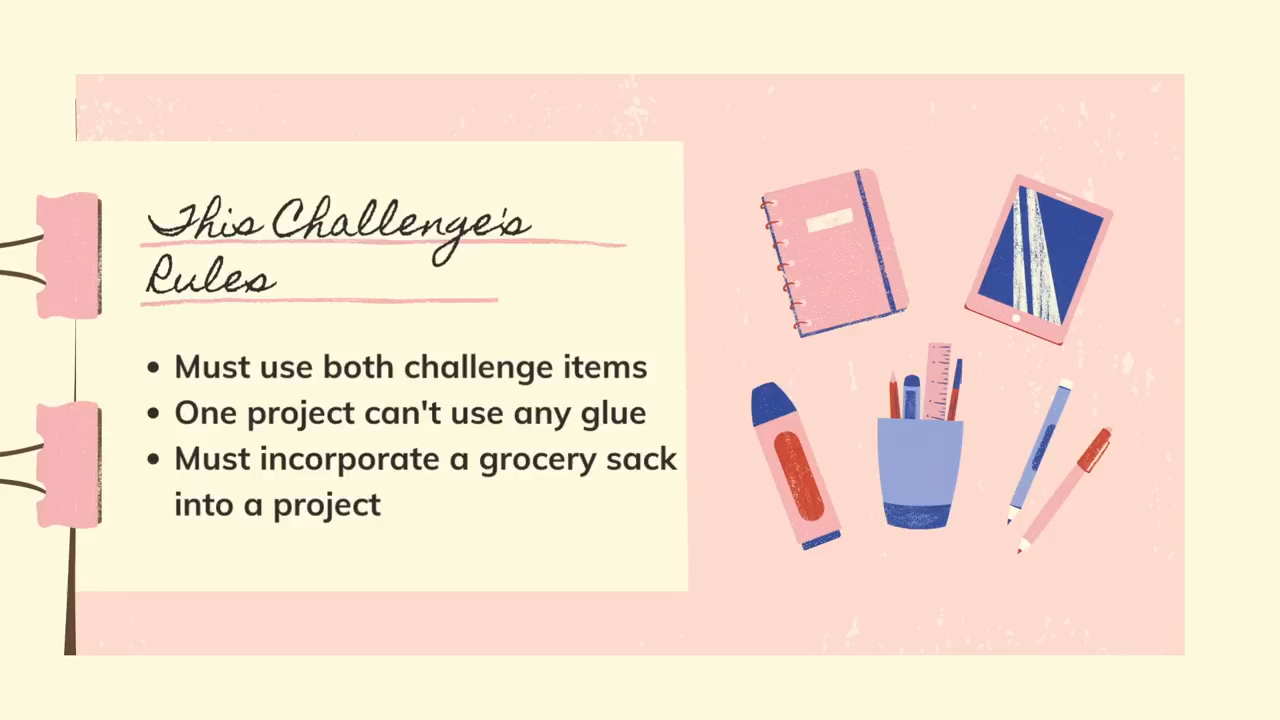 This Challenge's
Rules
• Must use both challenge items
• One project can't use any glue
• Must incorporate a grocery sack
into a project